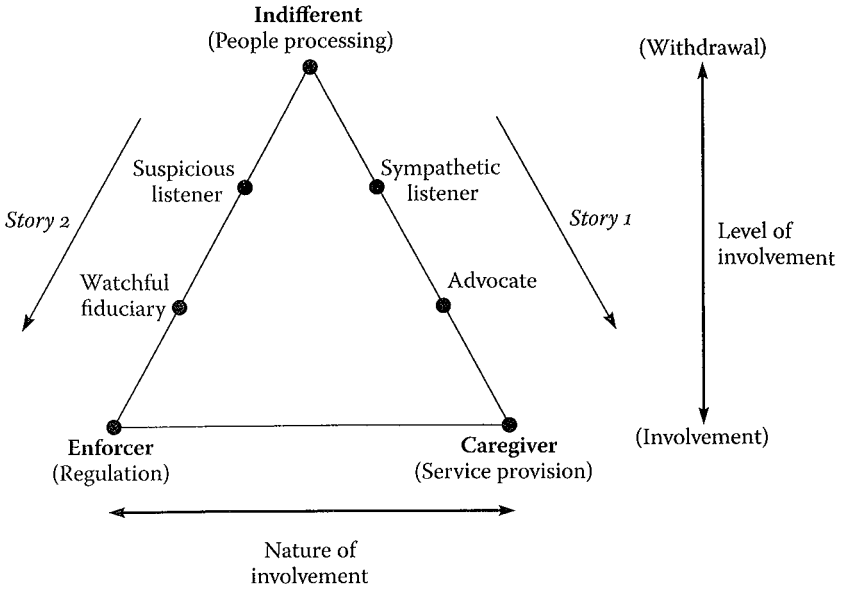 Indifferent
(People processing)
(Withdrawal)
Suspicious
listener
Sympathetic
listener
Story 2
Story 1
Level of
involvement
Watchful
fiduciary
Advocate
Enforcer
(Regulation)
Caregiver
(Service provision)
(Involvement)
Nature of
involvement